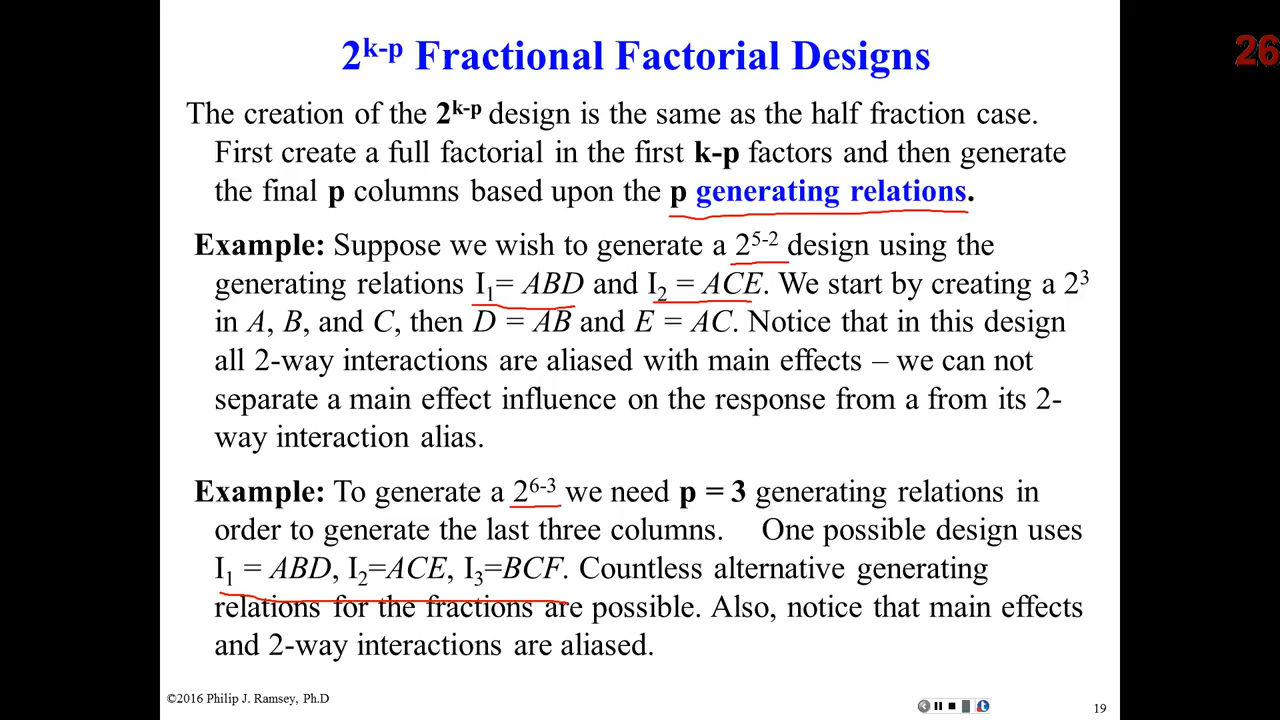 2^k-p Fractional Factorial Designs
26
The creation of the 2^k-p design is the same as the half fraction case.
First create a full factorial in the first k-p factors and then generate
the final p columns based upon the p generating relations.
Example: Suppose we wish to generate a 2^5-2 design using the
generating relations I₁= ABD and I₂ = ACE. We start by creating a 2³
in A, B, and C, then D = AB and E = AC. Notice that in this design
all 2-way interactions are aliased with main effects – we can not
separate a main effect influence on the response from a from its 2-
way interaction alias.
Example: To generate a 2^6-3 we need p = 3 generating relations in
order to generate the last three columns. One possible design uses
I₁ = ABD, I₂=ACE, I₃=BCF. Countless alternative generating
relations for the fractions are possible. Also, notice that main effects
and 2-way interactions are aliased.
©2016 Philip J. Ramsey, Ph.D
19